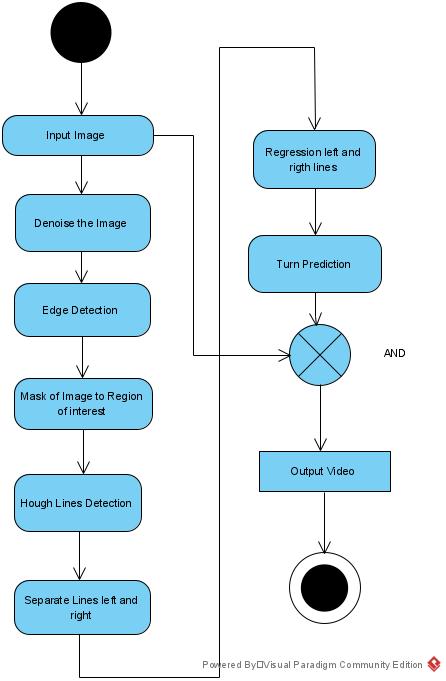 Input Image
Denoise the Image
Edge Detection
Mask of Image to Region
of interest
Hough Lines Detection
Separate Lines left and
right
Regression left and
rigth lines
Turn Prediction
AND
Output Video
Powered By Visual Paradigm Community Edition